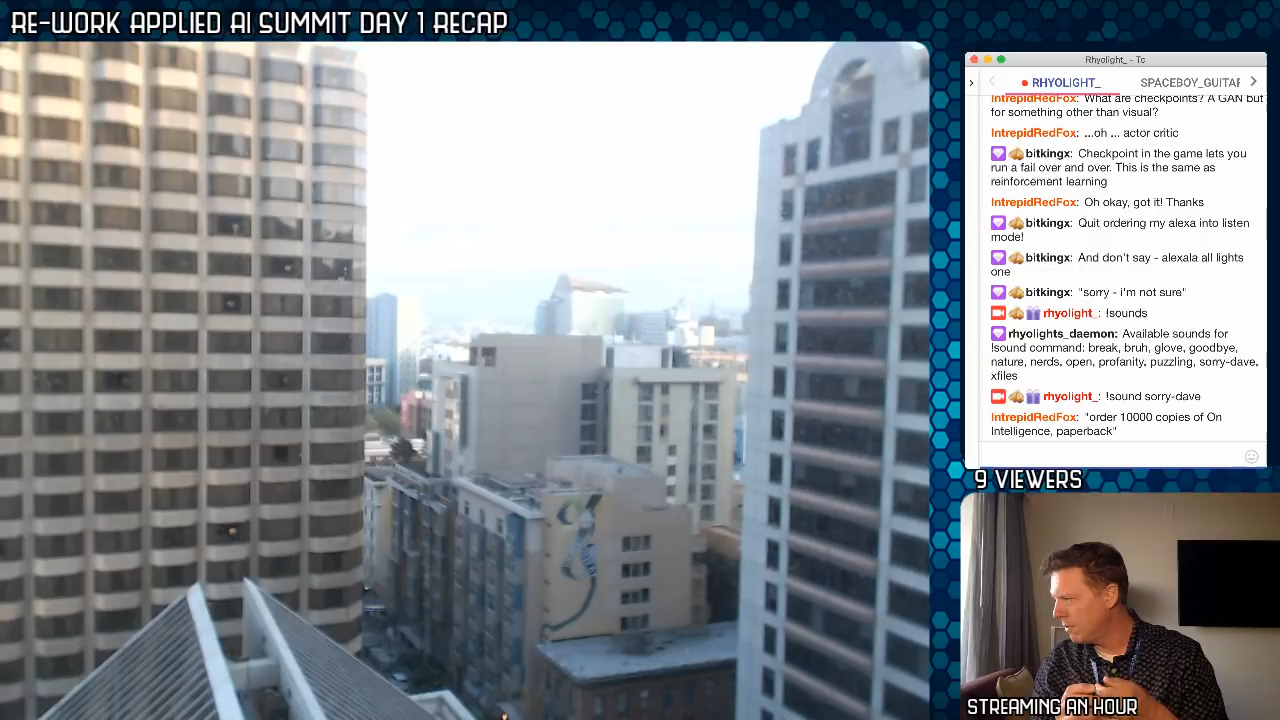 RE-WORK APPLIED AI SUMMIT DAY 1 RECAP
Rhyolight_ - Tc
RHYOLIGHT_
SPACEBOY_GUITAR
IntrepidRedFox: What are checkpoints? A GAN but
for something other than visual?
IntrepidRedFox: ...oh ... actor critic
bitkingx: Checkpoint in the game lets you
run a fail over and over. This is the same as
reinforcement learning
IntrepidRedFox: Oh okay, got it! Thanks
bitkingx: Quit ordering my alexa into listen
mode!
bitkingx: And don't say - alexala all lights
one
bitkingx: "sorry - i'm not sure"
rhyolight_: !sounds
rhyolights_daemon: Available sounds for
!sound command: break, bruh, glove, goodbye,
nature, nerds, open, profanity, puzzling, sorry-dave,
xfiles
rhyolight_: !sound sorry-dave
IntrepidRedFox: "order 10000 copies of On
Intelligence, paperback"
9 VIEWERS
STREAMING AN HOUR